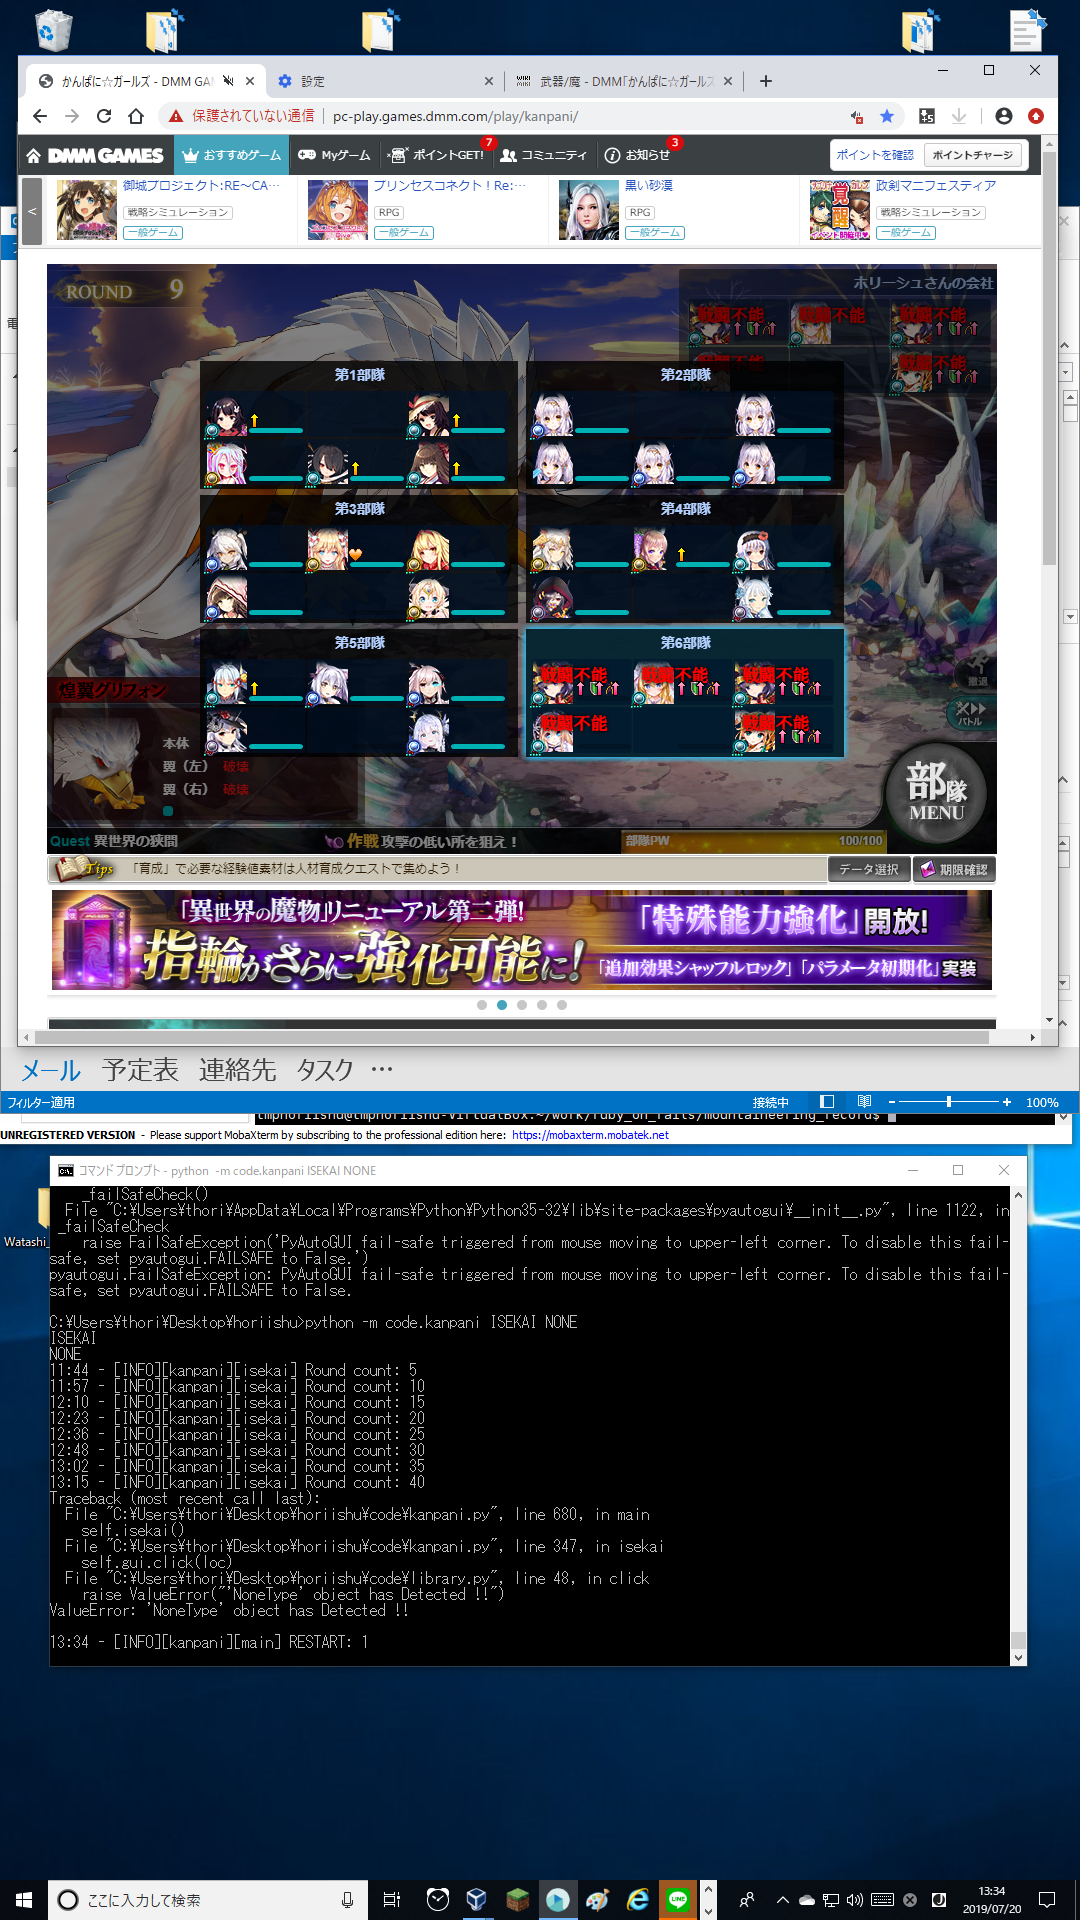 かんぱに☆ガールズ - DMM GAM
設定
武器/魔 - DMM「かんぱに☆ガールズ
保護されていない通信 | pc-play.games.dmm.com/play/kanpani/
DMM GAMES
おすすめゲーム
Myゲーム
ポイントGET!
7
コミュニティ
お知らせ
3
ポイントを確認
ポイントチャージ
<
御城プロジェクト:RE～CA…
戦略シミュレーション
一般ゲーム
プリンセスコネクト！Re:…
RPG
一般ゲーム
黒い砂漠
RPG
一般ゲーム
政剣マニフェスティア
戦略シミュレーション
一般ゲーム
ROUND 9
ホリーシュさんの会社
戦闘不能
戦闘不能
戦闘不能
戦闘不能
戦闘不能
第1部隊
第2部隊
第3部隊
第4部隊
第5部隊
第6部隊
戦闘不能
戦闘不能
戦闘不能
戦闘不能
戦闘不能
煌翼グリフォン
本体
翼（左） 破壊
翼（右） 破壊
撤退
バトル
部隊
MENU
Quest 異世界の狭間
作戦 攻撃の低い所を狙え！
部隊PW
100/100
Tips
「育成」で必要な経験値素材は人材育成クエストで集めよう！
データ選択
期限確認
「異世界の魔物」リニューアル第二弾!
指輪がさらに強化可能に!
「特殊能力強化」開放!
「追加効果シャッフルロック」「パラメータ初期化」実装
メール 予定表 連絡先 タスク …
フィルター適用
接続中
100%
tmphoriishu@tmphoriishu-VirtualBox:~/work/ruby_on_rails/mountaineering_record$
UNREGISTERED VERSION - Please support MobaXterm by subscribing to the professional edition here: https://mobaxterm.mobatek.net
Watashi_
コマンド プロンプト - python -m code.kanpani ISEKAI NONE
_failSafeCheck()
File "C:¥Users¥thori¥AppData¥Local¥Programs¥Python¥Python35-32¥lib¥site-packages¥pyautogui¥__init__.py", line 1122, in
_failSafeCheck
raise FailSafeException('PyAutoGUI fail-safe triggered from mouse moving to upper-left corner. To disable this fail-
safe, set pyautogui.FAILSAFE to False.')
pyautogui.FailSafeException: PyAutoGUI fail-safe triggered from mouse moving to upper-left corner. To disable this fail-
safe, set pyautogui.FAILSAFE to False.
C:¥Users¥thori¥Desktop¥horiishu>python -m code.kanpani ISEKAI NONE
ISEKAI
NONE
11:44 - [INFO][kanpani][isekai] Round count: 5
11:57 - [INFO][kanpani][isekai] Round count: 10
12:10 - [INFO][kanpani][isekai] Round count: 15
12:23 - [INFO][kanpani][isekai] Round count: 20
12:36 - [INFO][kanpani][isekai] Round count: 25
12:48 - [INFO][kanpani][isekai] Round count: 30
13:02 - [INFO][kanpani][isekai] Round count: 35
13:15 - [INFO][kanpani][isekai] Round count: 40
Traceback (most recent call last):
File "C:¥Users¥thori¥Desktop¥horiishu¥code¥kanpani.py", line 680, in main
self.isekai()
File "C:¥Users¥thori¥Desktop¥horiishu¥code¥kanpani.py", line 347, in isekai
self.gui.click(loc)
File "C:¥Users¥thori¥Desktop¥horiishu¥code¥library.py", line 48, in click
raise ValueError("'NoneType' object has Detected !!")
ValueError: 'NoneType' object has Detected !!
13:34 - [INFO][kanpani][main] RESTART: 1
ここに入力して検索
LINE
13:34
2019/07/20